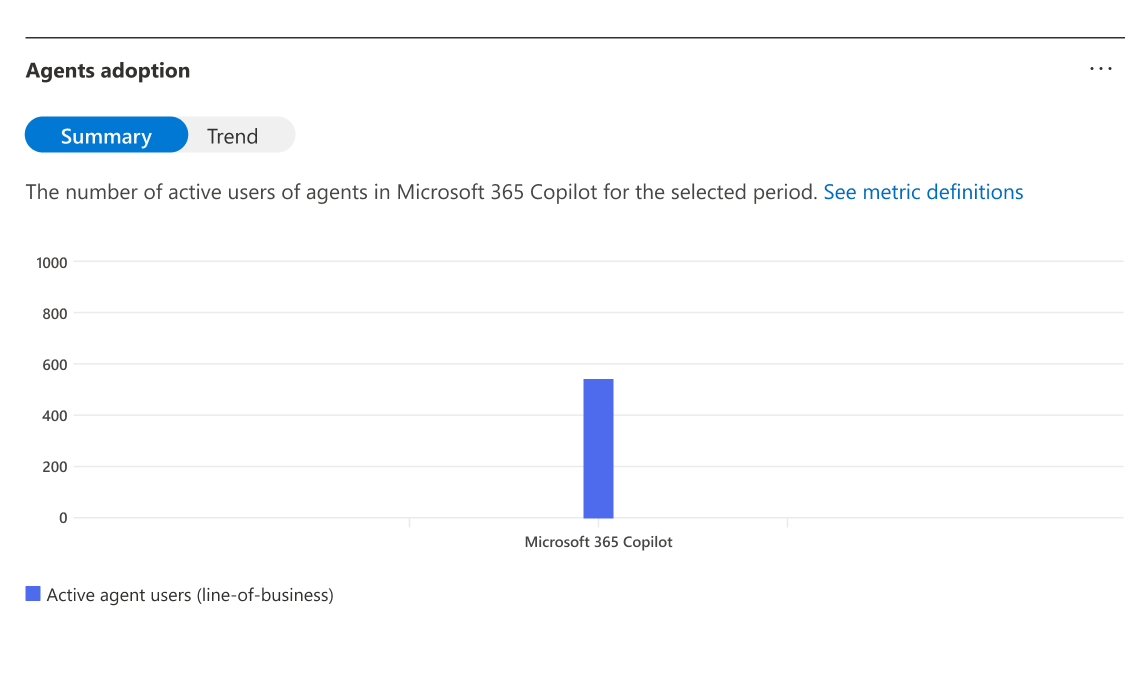 Agents adoption
...
Summary
Trend
The number of active users of agents in Microsoft 365 Copilot for the selected period. See metric definitions
1000
800
600
400
200
0
Microsoft 365 Copilot
Active agent users (line-of-business)